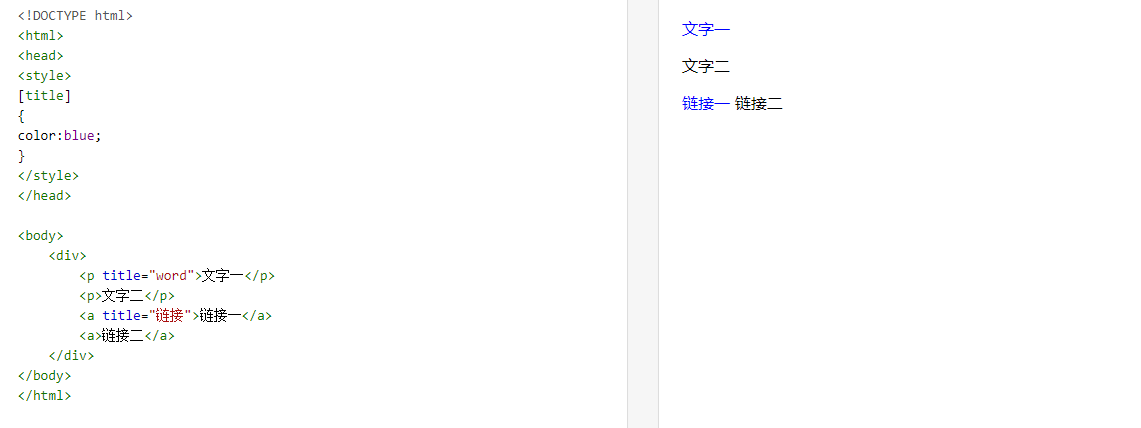 <!DOCTYPE html>
<html>
<head>
<style>
[title]
{
color:blue;
}
</style>
</head>

<body>
    <div>
        <p title="word">文字一</p>
        <p>文字二</p>
        <a title="链接">链接一</a>
        <a>链接二</a>
    </div>
</body>
</html>
文字一
文字二
链接一 链接二